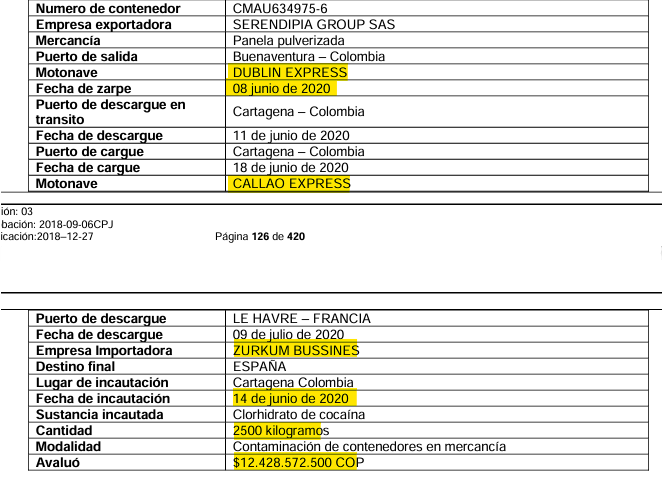 Numero de contenedor CMAU634975-6
Empresa exportadora SERENDIPIA GROUP SAS
Mercancía Panela pulverizada
Puerto de salida Buenaventura – Colombia
Motonave DUBLIN EXPRESS
Fecha de zarpe 08 junio de 2020
Puerto de descargue en
transito Cartagena – Colombia
Fecha de descargue 11 de junio de 2020
Puerto de cargue Cartagena – Colombia
Fecha de cargue 18 de junio de 2020
Motonave CALLAO EXPRESS
ión: 03
bación: 2018-09-06CPJ
icación:2018–12-27 Página 126 de 420
Puerto de descargue LE HAVRE – FRANCIA
Fecha de descargue 09 de julio de 2020
Empresa Importadora ZURKUM BUSSINES
Destino final ESPAÑA
Lugar de incautación Cartagena Colombia
Fecha de incautación 14 de junio de 2020
Sustancia incautada Clorhidrato de cocaína
Cantidad 2500 kilogramos
Modalidad Contaminación de contenedores en mercancía
Avaluó $12.428.572.500 COP